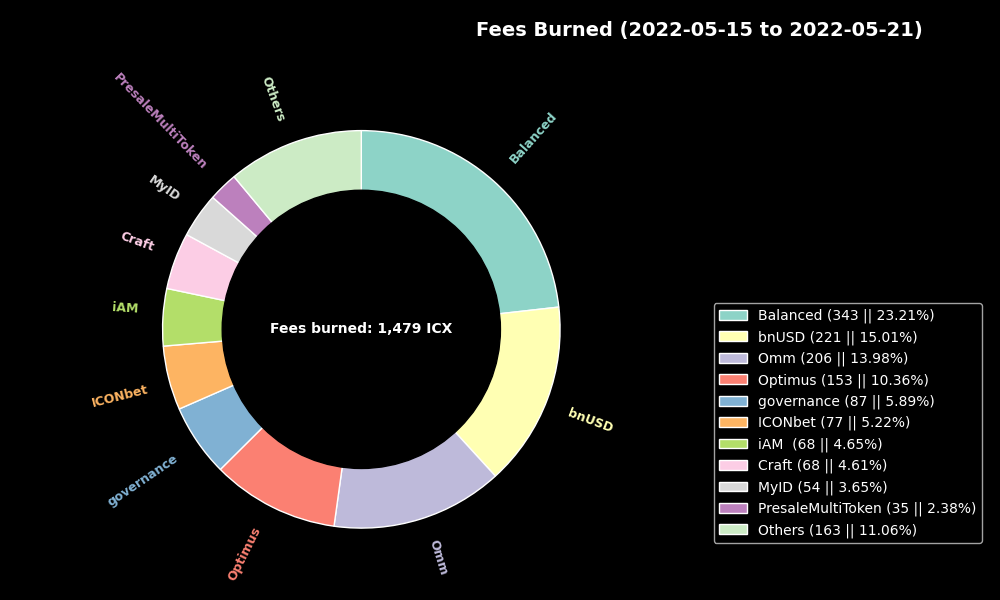 Fees Burned (2022-05-15 to 2022-05-21)
Others
PresaleMultiToken
Balanced
MyID
Craft
iAM
Fees burned: 1,479 ICX
ICONbet
bnUSD
governance
Optimus
Omm
Balanced (343 || 23.21%)
bnUSD (221 || 15.01%)
Omm (206 || 13.98%)
Optimus (153 || 10.36%)
governance (87 || 5.89%)
ICONbet (77 || 5.22%)
iAM  (68 || 4.65%)
Craft (68 || 4.61%)
MyID (54 || 3.65%)
PresaleMultiToken (35 || 2.38%)
Others (163 || 11.06%)